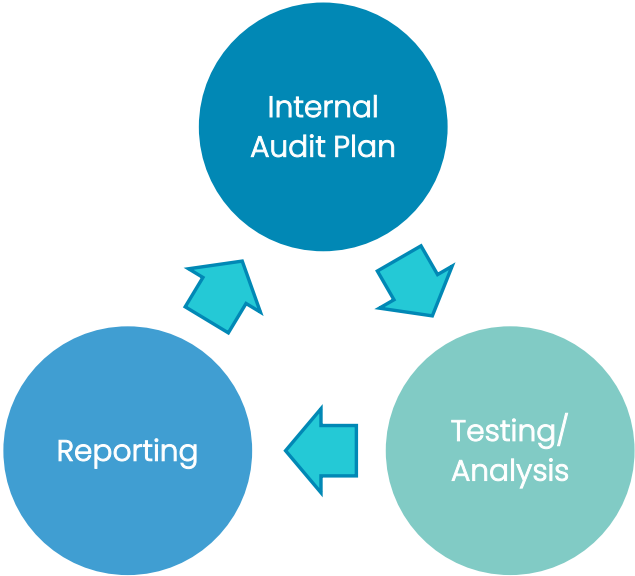 Internal
Audit Plan
Reporting
Testing/
Analysis